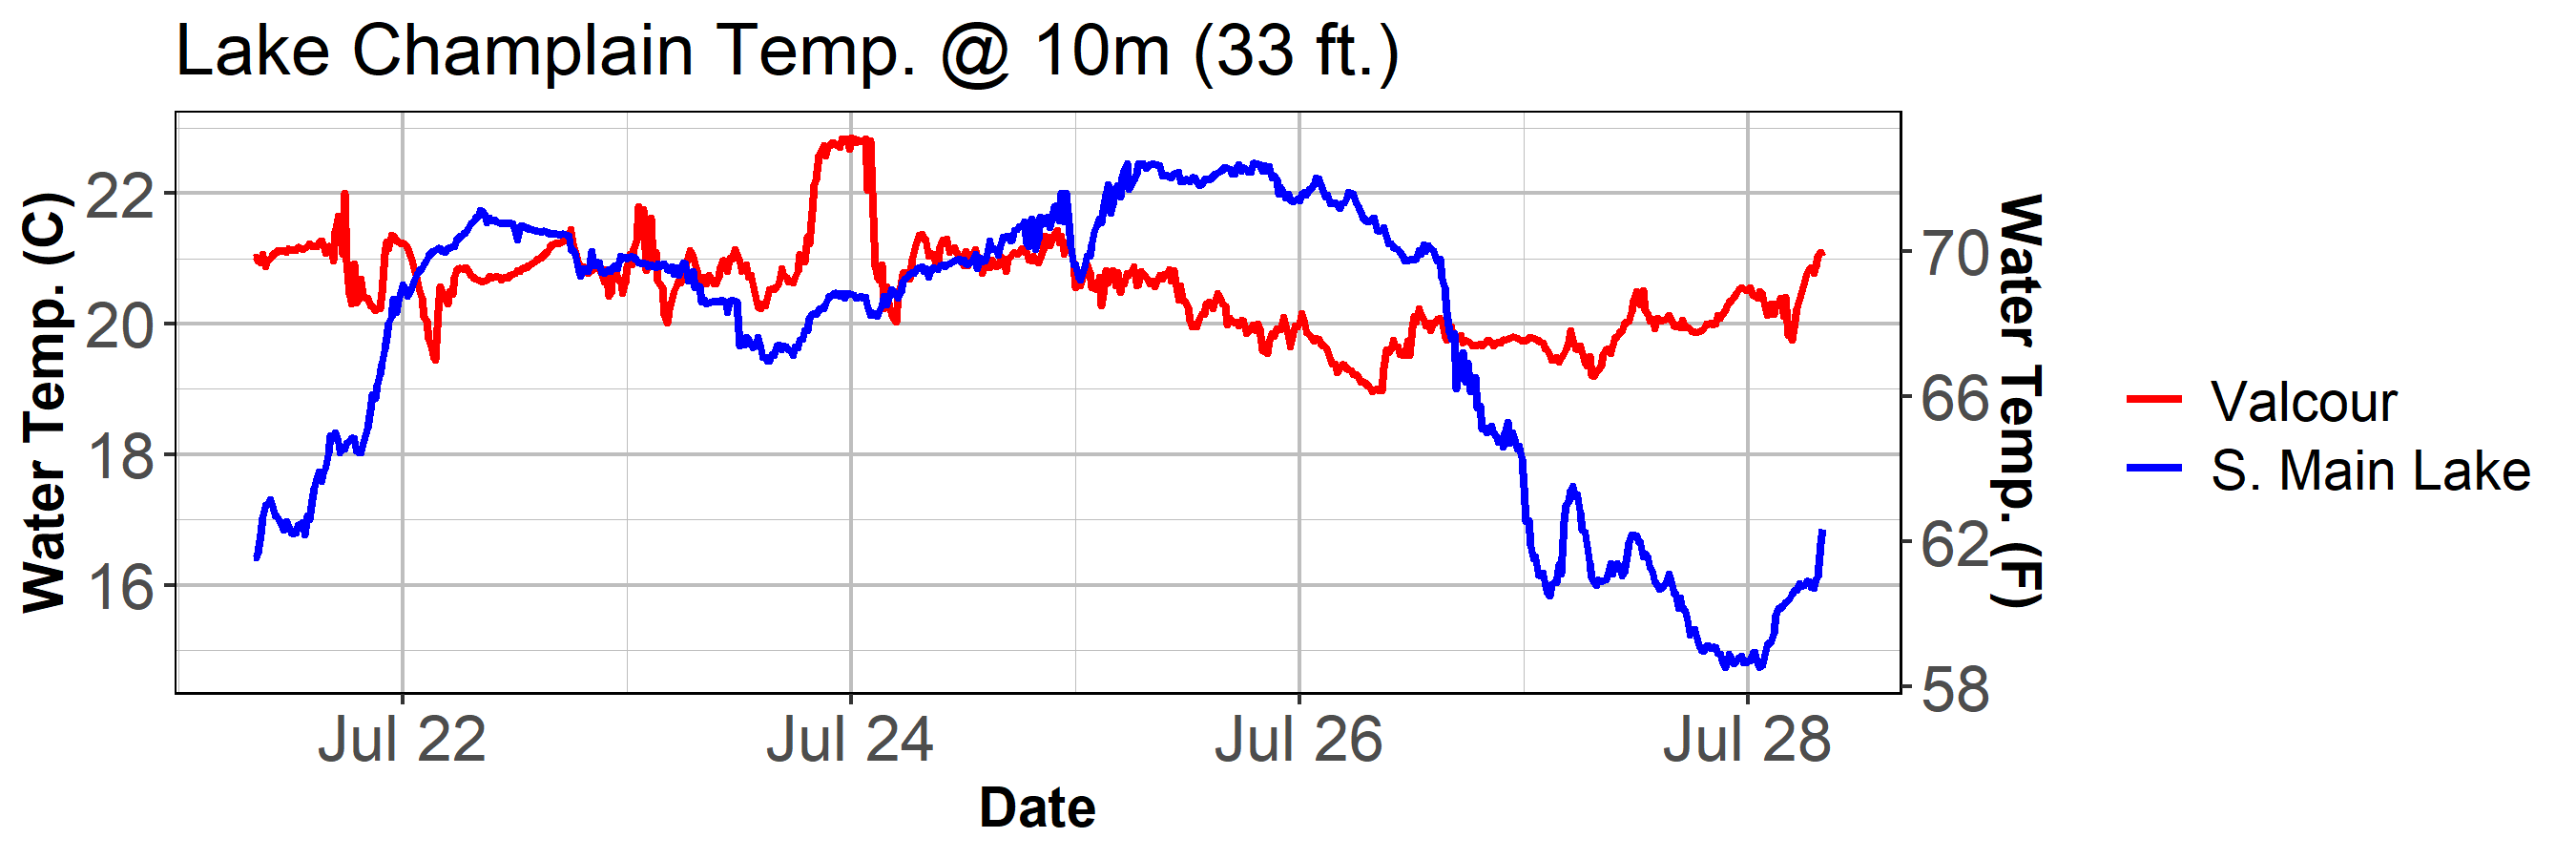 Lake Champlain Temp. @ 10m (33 ft.)
Water Temp. (C)
22
20
18
16
70
66
62
58
Water Temp. (F)
Jul 22
Jul 24
Jul 26
Jul 28
Date
Valcour
S. Main Lake